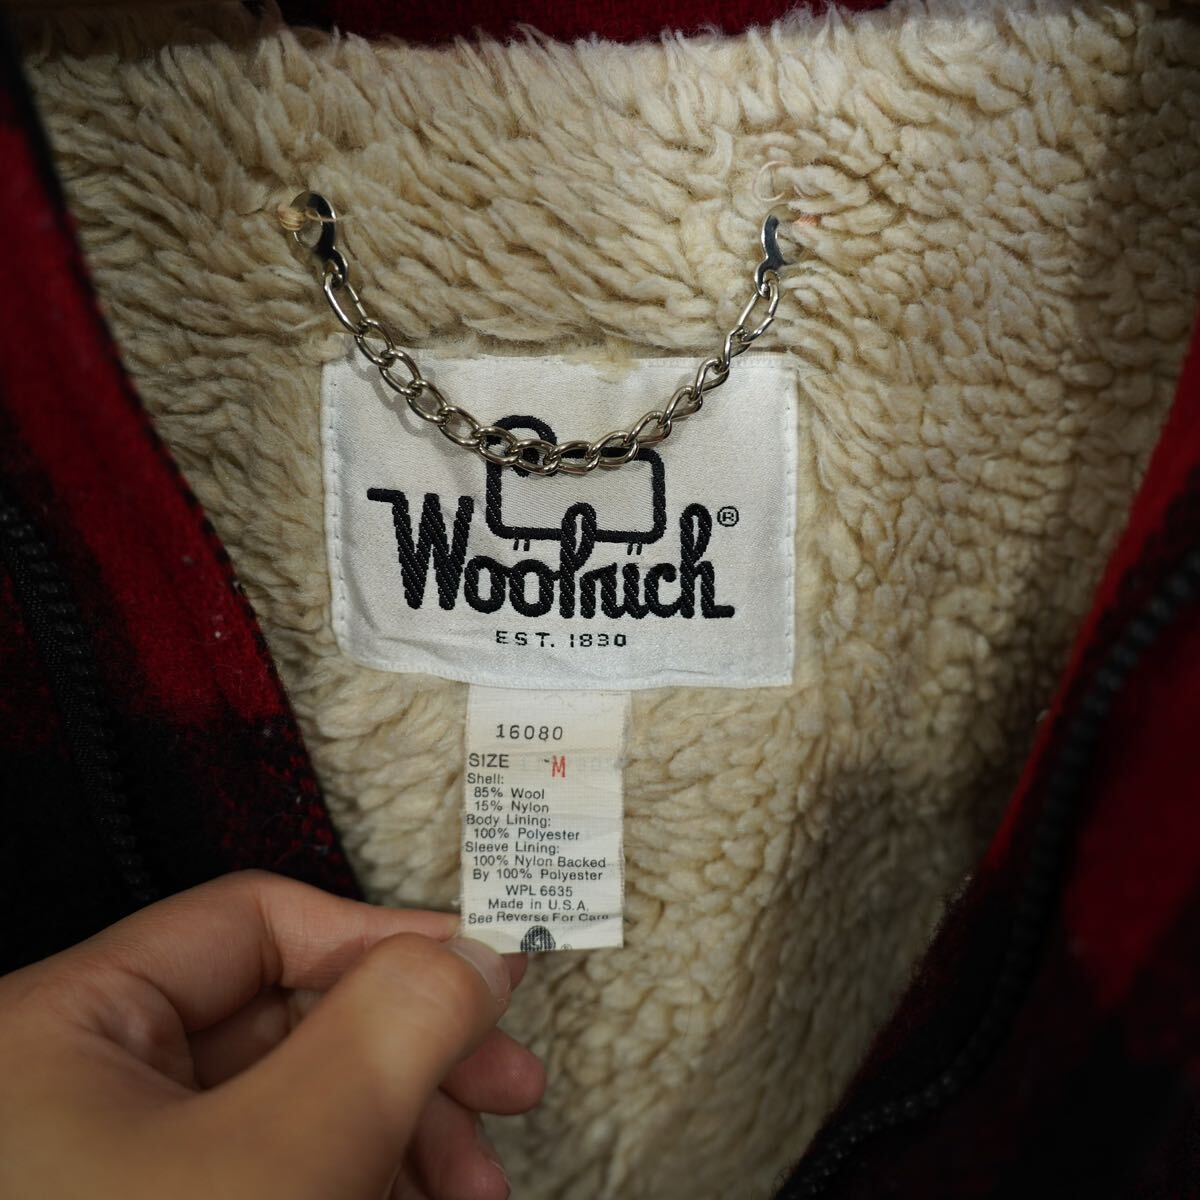 Woolrich®
EST. 1830
16080
SIZE M
Shell:
85% Wool
15% Nylon
Body Lining:
100% Polyester
Sleeve Lining:
100% Nylon Backed
By 100% Polyester
WPL 6635
Made in U.S.A.
See Reverse For Care
®